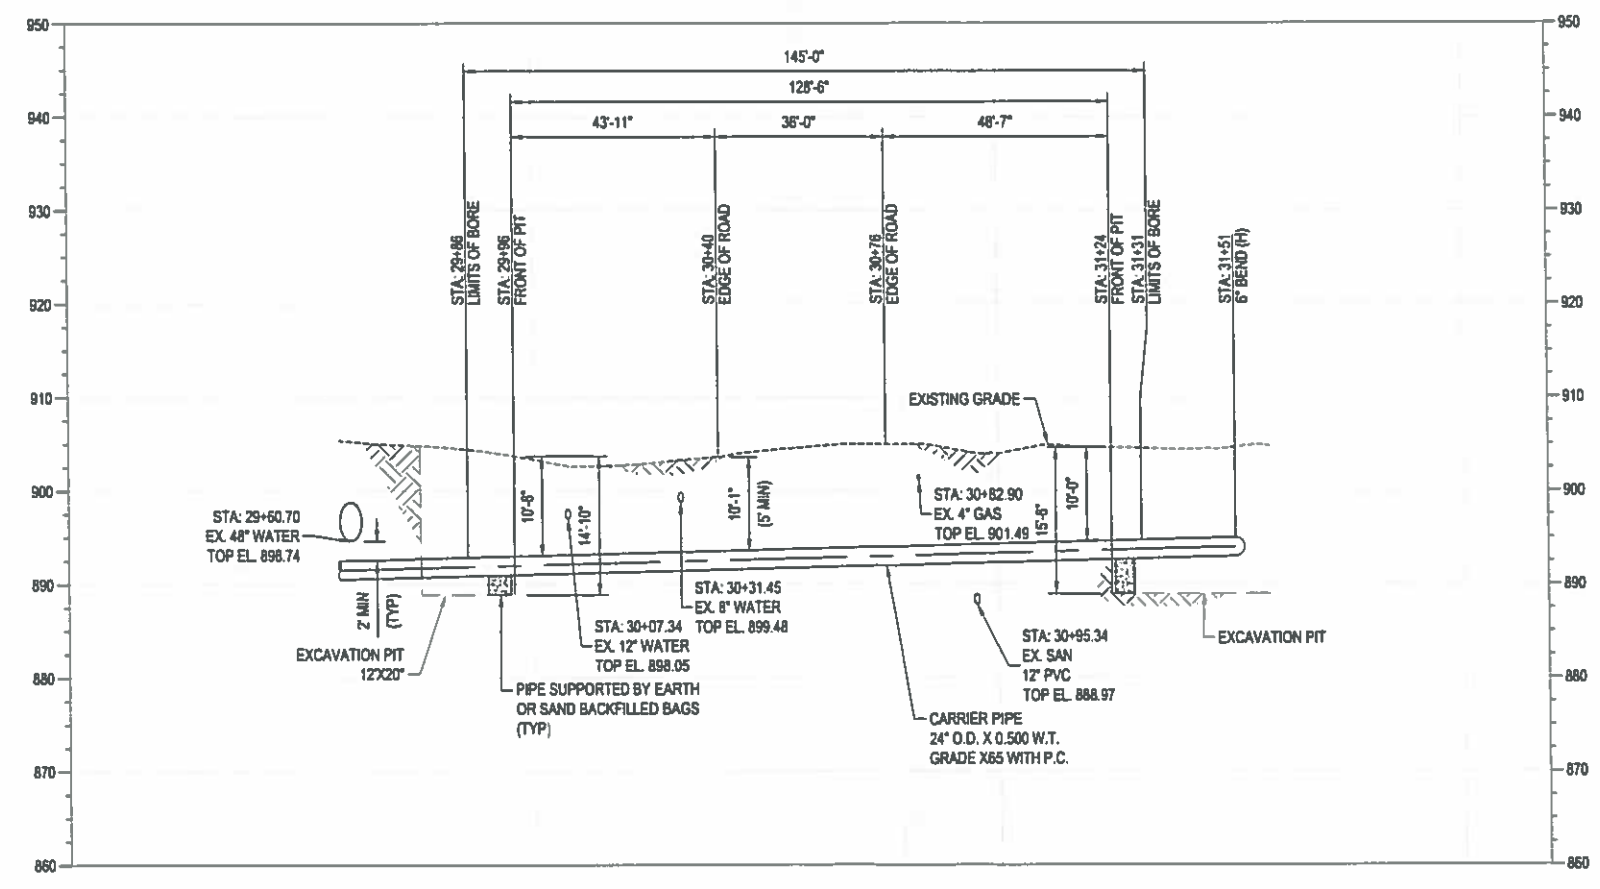 950
950
145'-0"
128'-6"
43'-11"
36'-0"
48'-7"
940
940
930
930
STA: 29+86
LIMITS OF BORE
STA: 29+96
FRONT OF PIT
STA: 30+40
EDGE OF ROAD
STA: 30+76
EDGE OF ROAD
STA: 31+24
FRONT OF PIT
STA: 31+31
LIMITS OF BORE
STA: 31+51
6° BEND (H)
920
920
910
910
EXISTING GRADE
900
900
STA: 29+60.70
EX. 48" WATER
TOP EL. 898.74
10'-8"
14'-10"
10'-1"
(5' MIN)
STA: 30+82.90
EX. 4" GAS
TOP EL. 901.49
15'-6"
10'-0"
890
890
2' MIN
(TYP)
STA: 30+31.45
EX. 8" WATER
TOP EL. 899.48
STA: 30+07.34
EX. 12" WATER
TOP EL. 898.05
EXCAVATION PIT
12'X20'
STA: 30+95.34
EX. SAN
12" PVC
TOP EL. 888.97
EXCAVATION PIT
880
880
PIPE SUPPORTED BY EARTH
OR SAND BACKFILLED BAGS
(TYP)
CARRIER PIPE
24" O.D. X 0.500 W.T.
GRADE X65 WITH P.C.
870
870
860
860